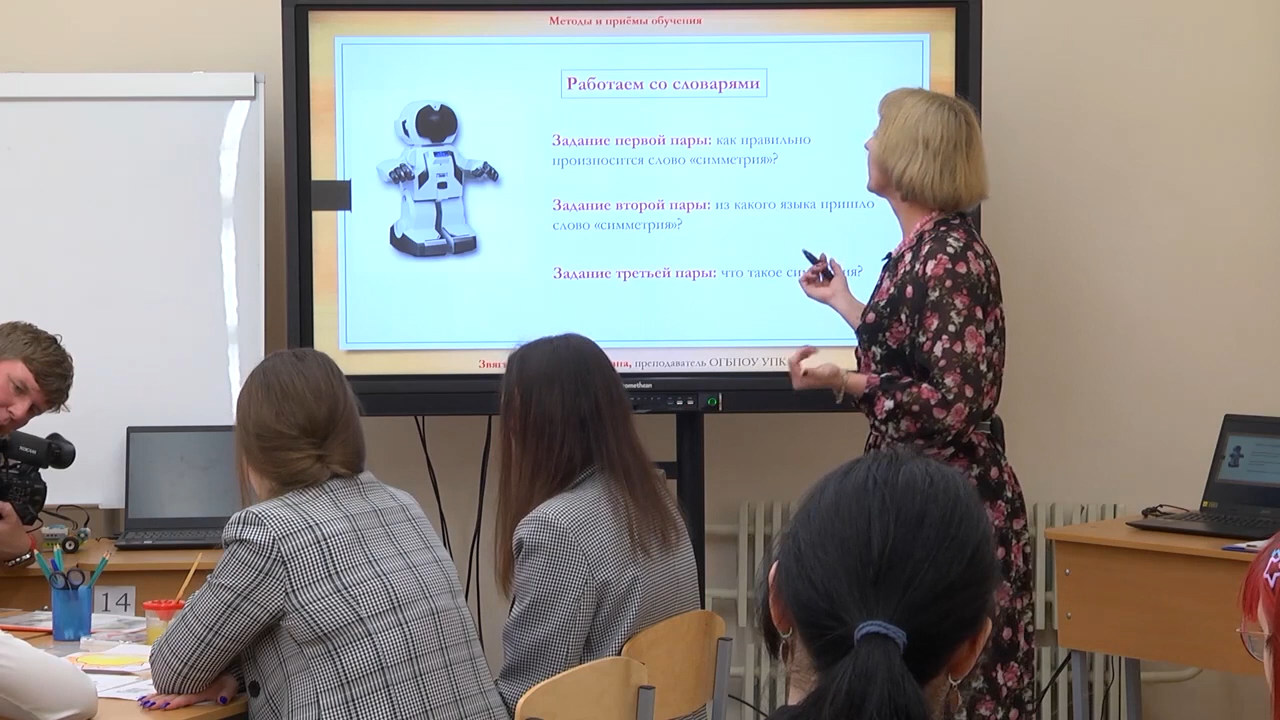 Методы и приёмы обучения
Работаем со словарями
Задание первой пары: как правильно
произносится слово «симметрия»?
Задание второй пары: из какого языка пришло
слово «симметрия»?
Задание третьей пары: что такое
преподаватель ОГБПОУ УПК
14